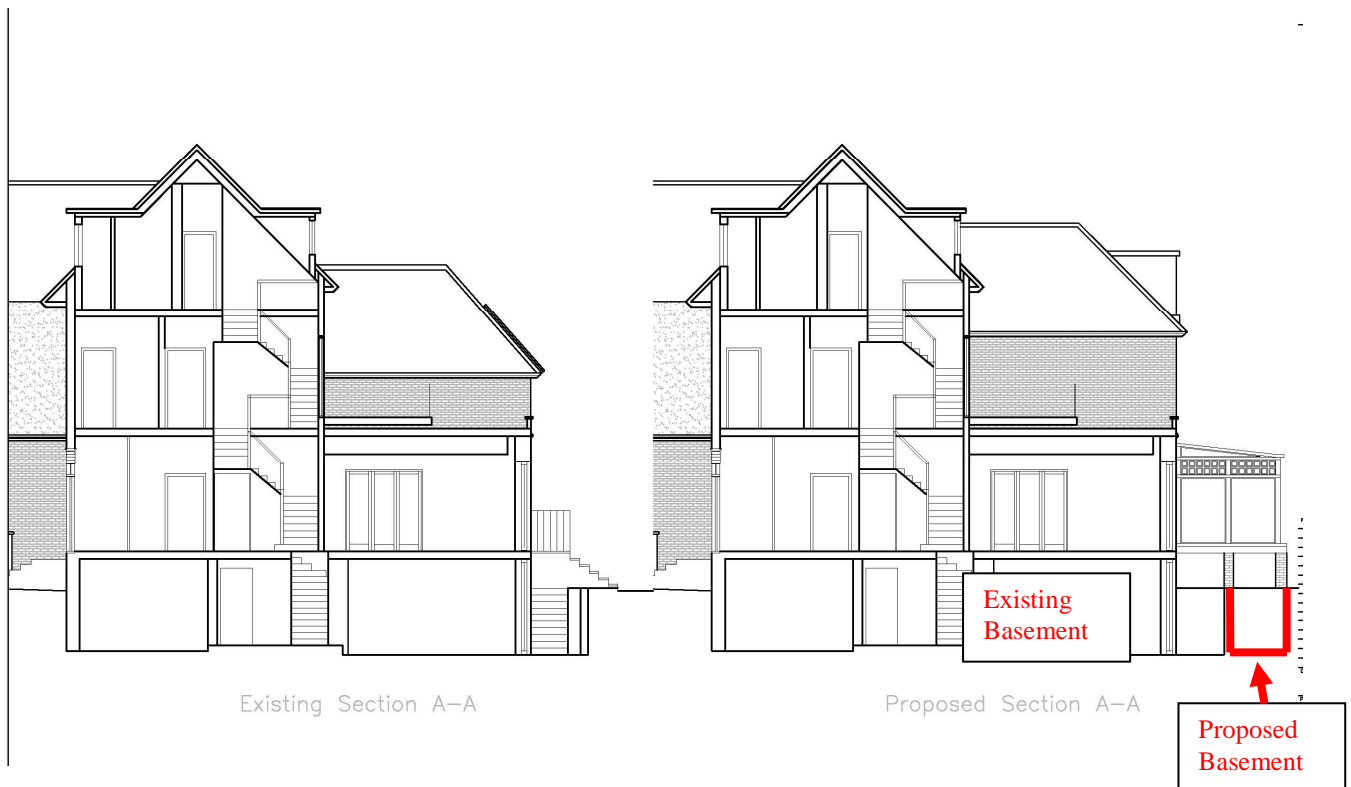 Existing
Basement
Existing Section A-A
Proposed Section A-A
Proposed
Basement